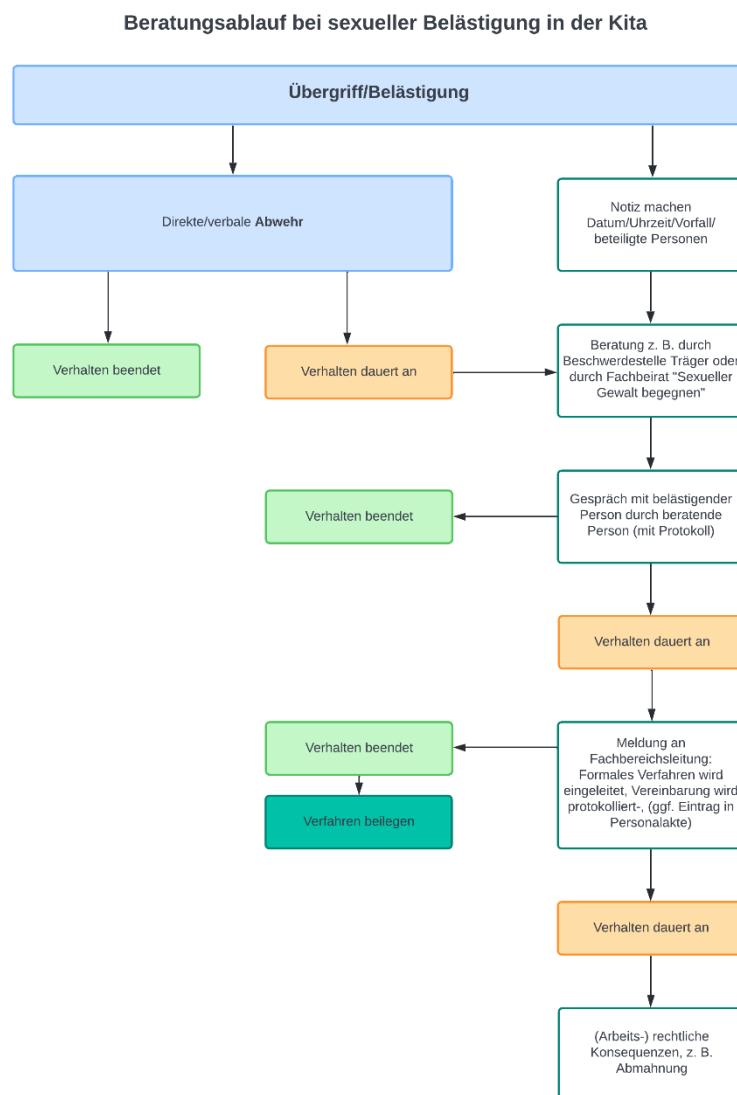 Beratungsablauf bei sexueller Belästigung in der Kita
Übergriff/Belästigung
Direkte/verbale Abwehr
Notiz machen
Datum/Uhrzeit/Vorfall/
beteiligte Personen
Verhalten beendet
Verhalten dauert an
Beratung z. B. durch
Beschwerdestelle Träger oder
durch Fachbeirat "Sexueller
Gewalt begegnen"
Verhalten beendet
Gespräch mit belästigender
Person durch beratende
Person (mit Protokoll)
Verhalten dauert an
Verhalten beendet
Meldung an
Fachbereichsleitung:
Formales Verfahren wird
eingeleitet, Vereinbarung wird
protokolliert-, (ggf. Eintrag in
Personalakte)
Verfahren beilegen
Verhalten dauert an
(Arbeits-) rechtliche
Konsequenzen, z. B.
Abmahnung